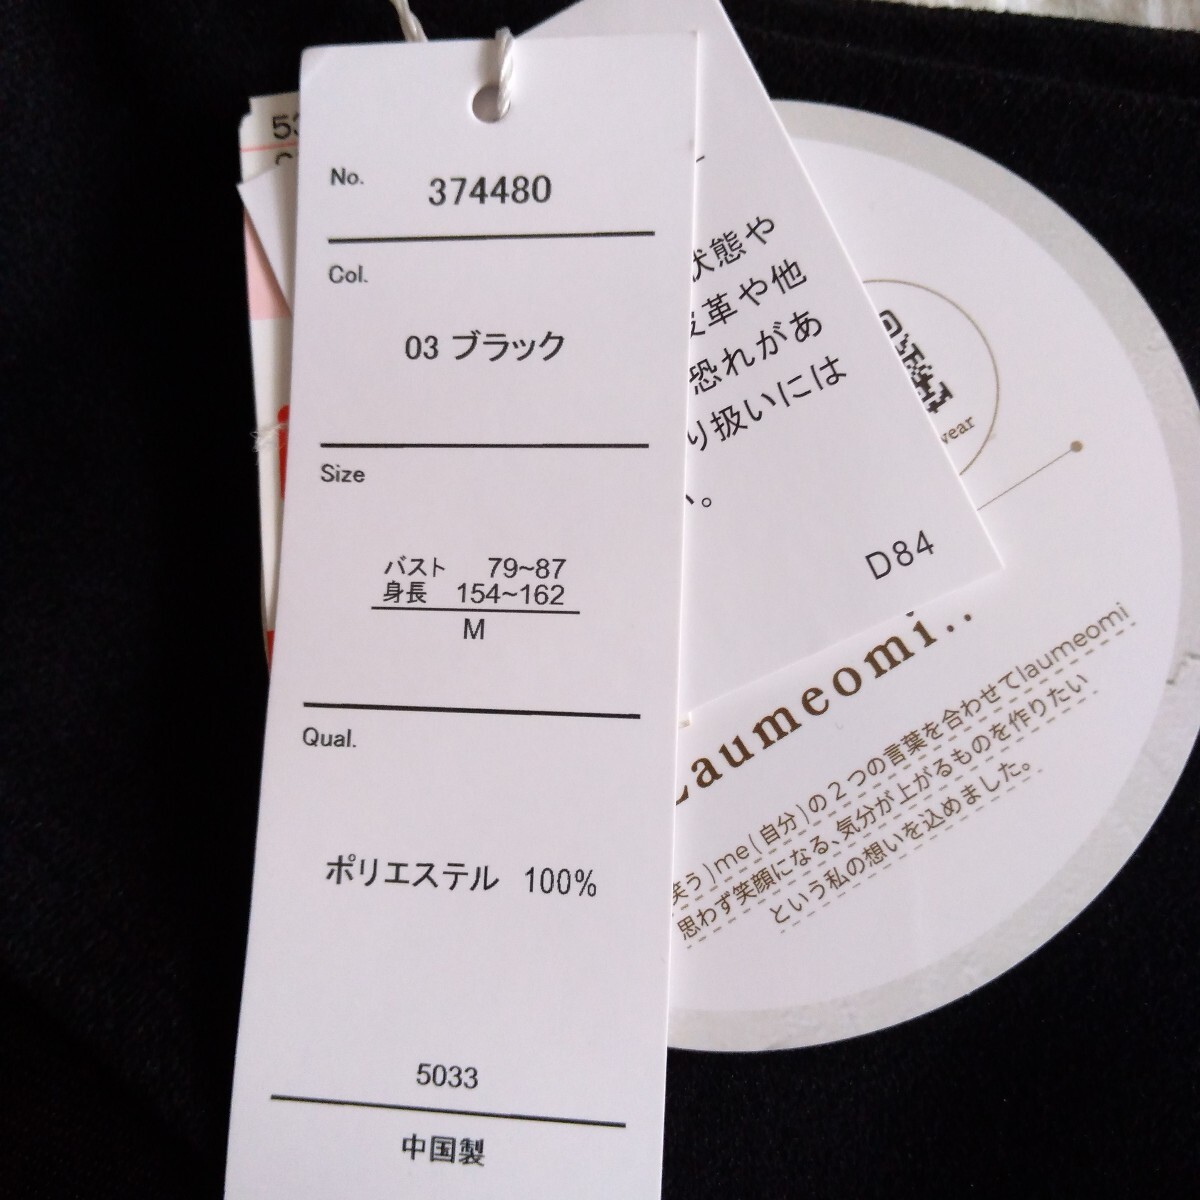 No. 374480
Col.
03 ブラック
Size
バスト 79~87
身長 154~162
M
Qual.
ポリエステル 100%
5033
中国製
状態や
革や他
恐れがあ
り扱いには
い。
D84
wear
Laumeomi..
笑う)me(自分)の２つの言葉を合わせてlaumeomi
思わず笑顔になる、気分が上がるものを作りたい
という私の想いを込めました。